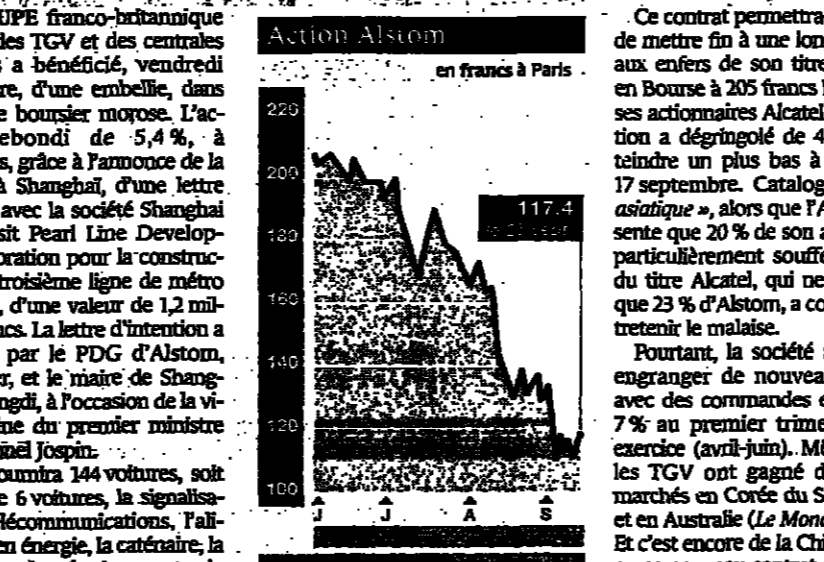 UPE franco-britannique
des TGV et des centrales
s a bénéficié, vendredi
re, d'une embellie, dans
e boursier morose. L'ac-
ebondi de 5,4 %, à
s, grâce à l'annonce de la
à Shanghaï, d'une lettre
avec la société Shanghai
sit Pearl Line Develop-
oration pour la construc-
troisième ligne de métro
, d'une valeur de 1,2 mil-
ncs. La lettre d'intention a
par le PDG d'Alstom,
er, et le maire de Shang-
ngdi, à l'occasion de la vi-
ne du premier ministre
nel Jospin.
ournira 144 voitures, soit
e 6 voitures, la signalisa-
lécommunications, l'ali-
en énergie, la caténaire, la
Action Alstom
en francs à Paris
220
200
117.4
180
160
140
120
100
J J A S
Ce contrat permettra
de mettre fin à une lon
aux enfers de son titre
en Bourse à 205 francs
ses actionnaires Alcatel
tion a dégringolé de 4
teindre un plus bas à
17 septembre. Catalog
asiatique », alors que l'A
sente que 20 % de son a
particulièrement souffe
du titre Alcatel, qui ne
que 23 % d'Alstom, a co
tretenir le malaise.
Pourtant, la société
engranger de nouvea
avec des commandes e
7 % au premier trime
exercice (avril-juin). Mê
les TGV ont gagné d
marchés en Corée du S
et en Australie (Le Mond
Et c'est encore de la Chi